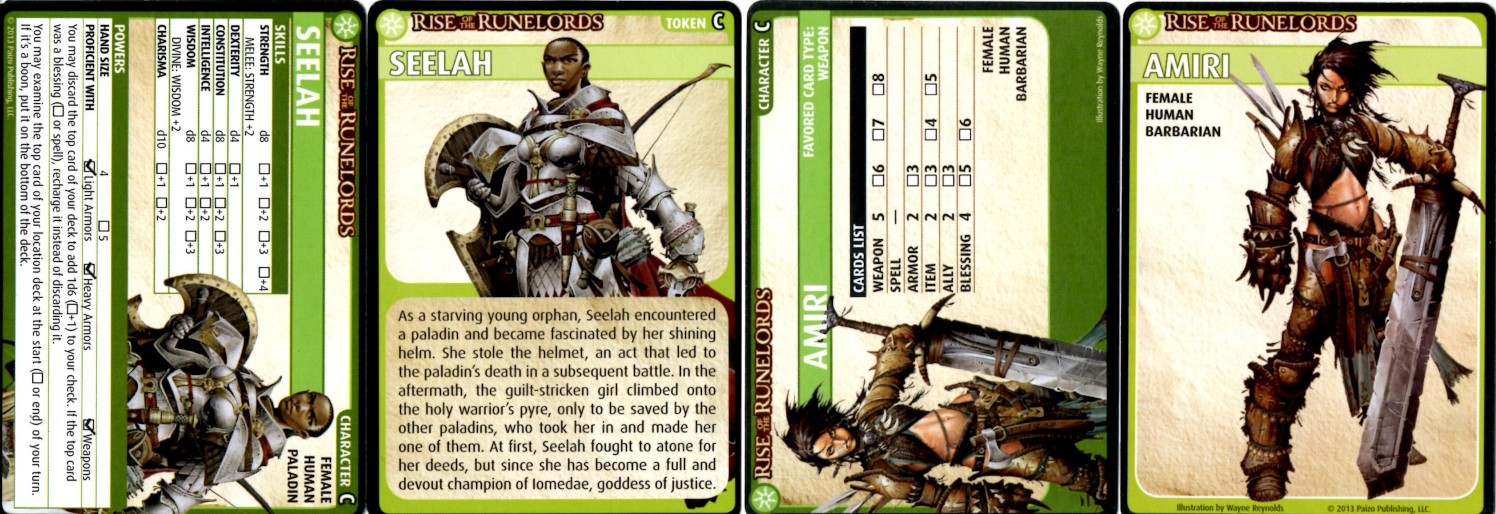 RISE OF THE RUNELORDS
CHARACTER C
SEELAH
FEMALE
HUMAN
PALADIN
SKILLS
STRENGTH d8 □+1 □+2 □+3 □+4
MELEE: STRENGTH +2
DEXTERITY d4 □+1
CONSTITUTION d8 □+1 □+2 □+3
INTELLIGENCE d4 □+1 □+2
WISDOM d8 □+1 □+2 □+3
DIVINE: WISDOM +2
CHARISMA d10 □+1 □+2
POWERS
HAND SIZE 4 □5
PROFICIENT WITH ☑Light Armors ☑Heavy Armors ☑Weapons
You may discard the top card of your deck to add 1d6 (□+1) to your check. If the top card
was a blessing (□ or spell), recharge it instead of discarding it.
You may examine the top card of your location deck at the start (□ or end) of your turn.
If it's a boon, put it on the bottom of the deck.
© 2013 Paizo Publishing, LLC.
RISE OF THE RUNELORDS
TOKEN C
SEELAH
As a starving young orphan, Seelah encountered
a paladin and became fascinated by her shining
helm. She stole the helmet, an act that led to
the paladin's death in a subsequent battle. In the
aftermath, the guilt-stricken girl climbed onto
the holy warrior's pyre, only to be saved by the
other paladins, who took her in and made her
one of them. At first, Seelah fought to atone for
her deeds, but since she has become a full and
devout champion of Iomedae, goddess of justice.
RISE OF THE RUNELORDS
CHARACTER C
AMIRI
FAVORED CARD TYPE:
WEAPON
CARDS LIST
WEAPON 5 □6 □7 □8
SPELL —
ARMOR 2 □3
ITEM 2 □3 □4 □5
ALLY 2 □3
BLESSING 4 □5 □6
FEMALE
HUMAN
BARBARIAN
Illustration by Wayne Reynolds
RISE OF THE RUNELORDS
AMIRI
FEMALE
HUMAN
BARBARIAN
Illustration by Wayne Reynolds
© 2013 Paizo Publishing, LLC.